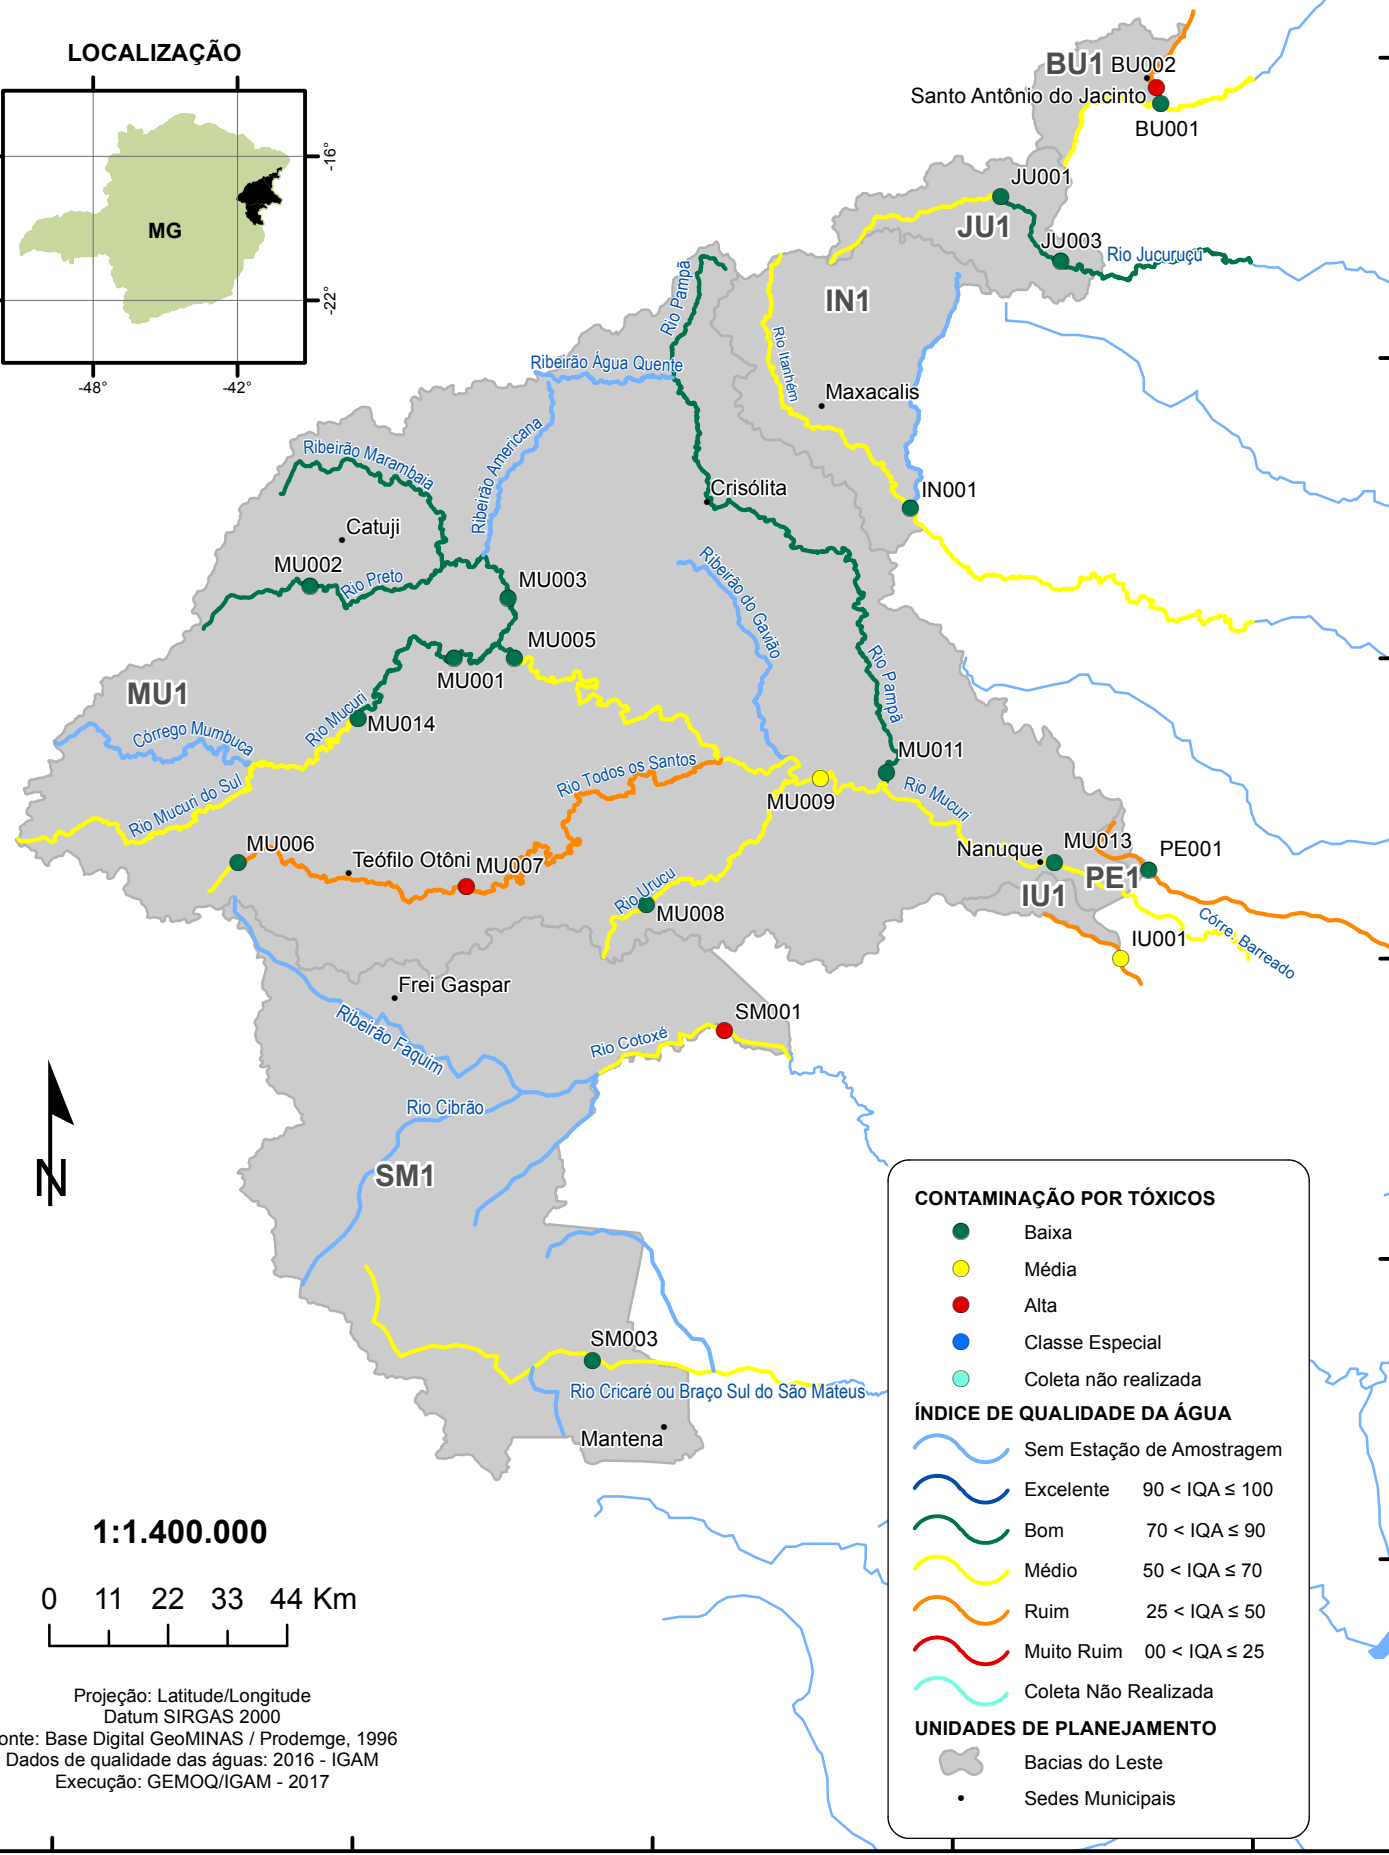 LOCALIZAÇÃO
-16°
MG
-22°
-48°
-42°
BU1
BU002
Santo Antônio do Jacinto
BU001
JU001
JU1
JU003
Rio Jucuruçu
Rio Pampã
IN1
Rio Itanhém
Ribeirão Água Quente
Maxacalis
Ribeirão Americana
Ribeirão Marambaia
Crisólita
IN001
Catuji
MU002
Rio Preto
MU003
Ribeirão do Gavião
MU005
MU001
Rio Pampã
MU1
Rio Mucuri
MU014
Córrego Mumbuca
MU011
Rio Todos os Santos
Rio Mucuri do Sul
MU009
Rio Mucuri
MU006
Teófilo Otôni
MU007
Nanuque
MU013
PE001
PE1
IU1
Rio Urucu
MU008
IU001
Córre. Barreado
Frei Gaspar
Ribeirão Faquim
SM001
Rio Cotoxé
Rio Cibrão
SM1
N
SM003
Rio Cricaré ou Braço Sul do São Mateus
Mantena
CONTAMINAÇÃO POR TÓXICOS
Baixa
Média
Alta
Classe Especial
Coleta não realizada
ÍNDICE DE QUALIDADE DA ÁGUA
Sem Estação de Amostragem
Excelente 90 < IQA ≤ 100
Bom 70 < IQA ≤ 90
Médio 50 < IQA ≤ 70
Ruim 25 < IQA ≤ 50
Muito Ruim 00 < IQA ≤ 25
Coleta Não Realizada
UNIDADES DE PLANEJAMENTO
Bacias do Leste
Sedes Municipais
1:1.400.000
0 11 22 33 44 Km
Projeção: Latitude/Longitude
Datum SIRGAS 2000
onte: Base Digital GeoMINAS / Prodemge, 1996
Dados de qualidade das águas: 2016 - IGAM
Execução: GEMOQ/IGAM - 2017